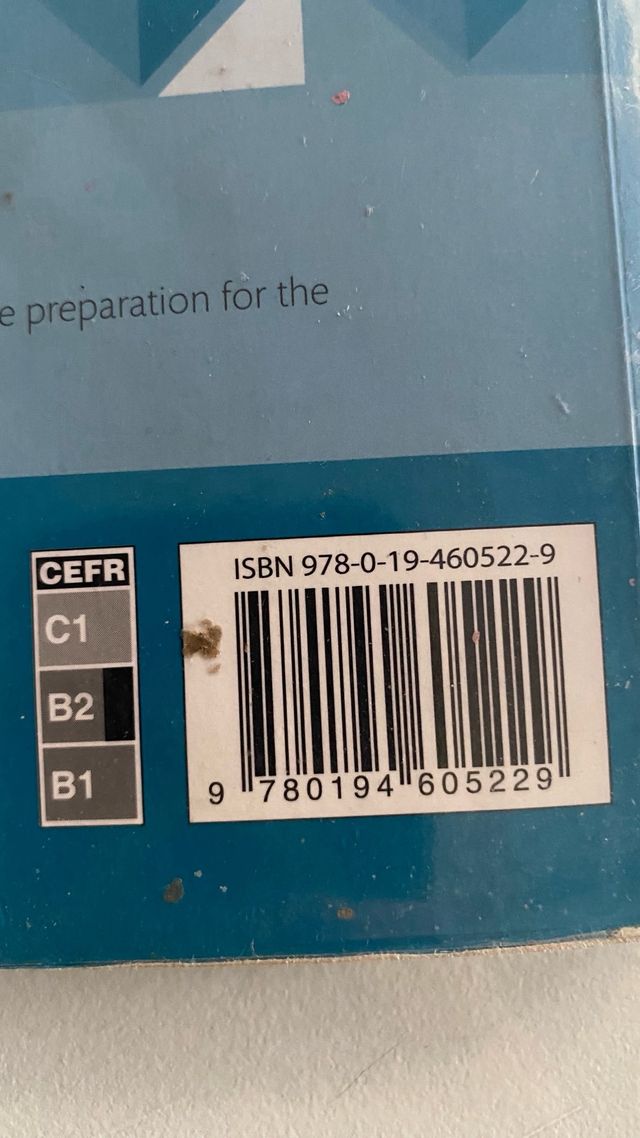 e preparation for the
CEFR
C1
B2
B1
ISBN 978-0-19-460522-9
9 780194 605229